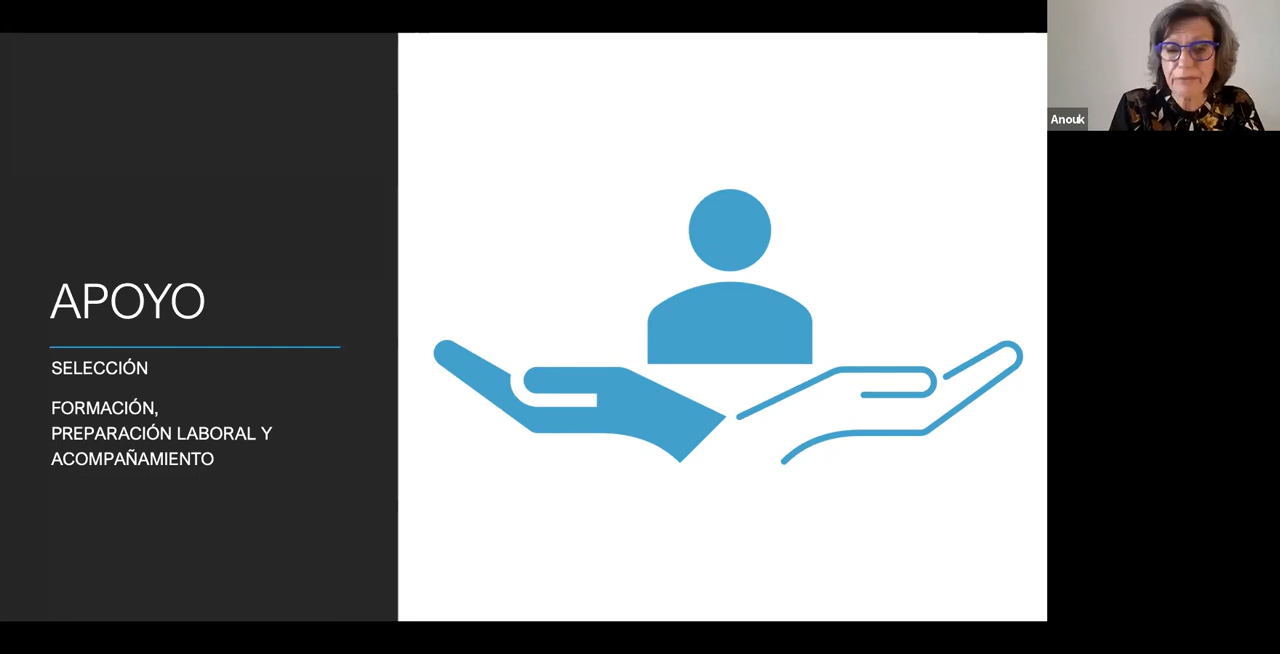 APOYO
SELECCIÓN
FORMACIÓN,
PREPARACIÓN LABORAL Y
ACOMPAÑAMIENTO
Anouk